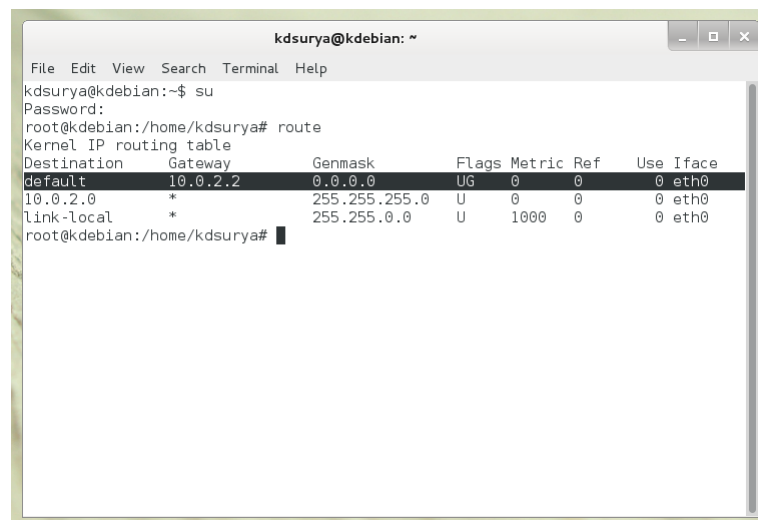 kdsurya@kdebian: ~
File Edit View Search Terminal Help
kdsurya@kdebian:~$ su
Password:
root@kdebian:/home/kdsurya# route
Kernel IP routing table
Destination     Gateway         Genmask         Flags Metric Ref    Use Iface
default         10.0.2.2        0.0.0.0         UG    0      0        0 eth0
10.0.2.0        *               255.255.255.0   U     0      0        0 eth0
link-local      *               255.255.0.0     U     1000   0        0 eth0
root@kdebian:/home/kdsurya#